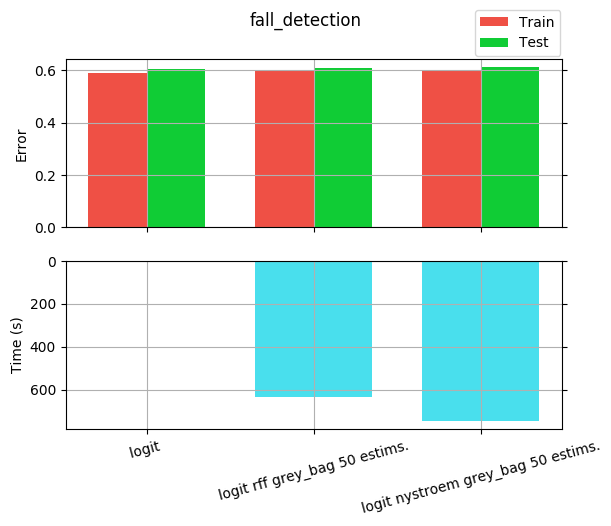 fall_detection
Train
Test
0.6
0.4
0.2
0.0
Error
0
200
400
600
Time (s)
logit
logit rff grey_bag 50 estims.
logit nystroem grey_bag 50 estims.